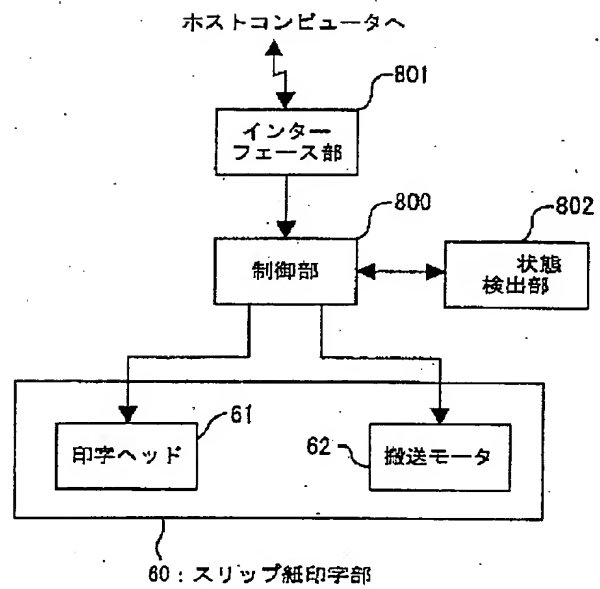 ホストコンピュータへ
801
インター
フェース部
800
802
制御部
状態
検出部
61
印字ヘッド
62
搬送モータ
60:スリップ紙印字部